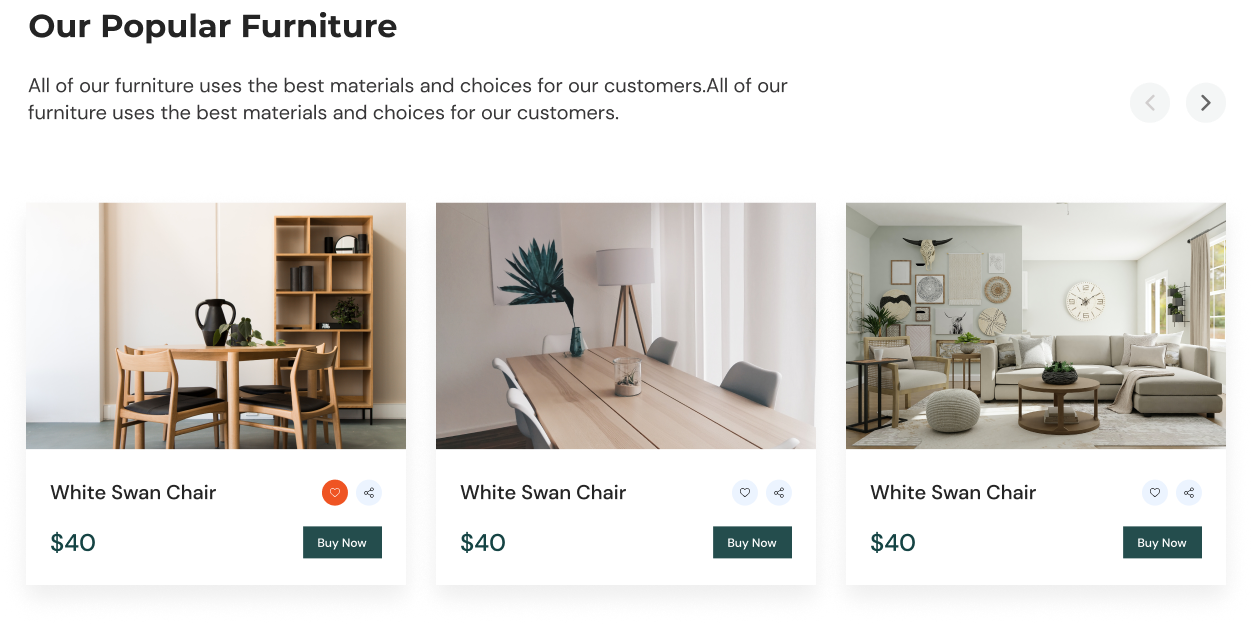 Our Popular Furniture
All of our furniture uses the best materials and choices for our customers.All of our
furniture uses the best materials and choices for our customers.
White Swan Chair
$40
Buy Now
White Swan Chair
$40
Buy Now
White Swan Chair
$40
Buy Now